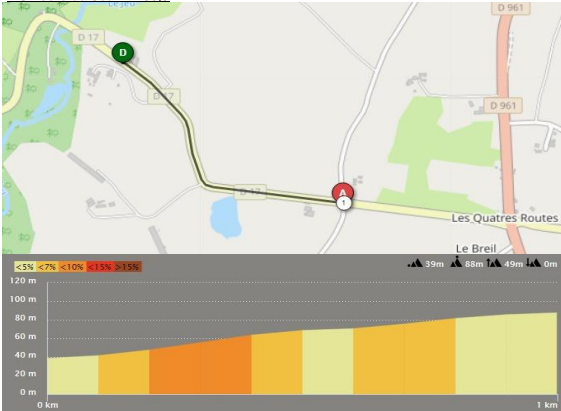 Le Jeu
D 961
D 17
D
D 17
D 961
D 17
A
1
Les Quatres Routes
Le Breil
<5% <7% <10% <15% >15%
39m 88m 49m 0m
120 m
100 m
80 m
60 m
40 m
20 m
0 m
0 km 1 km